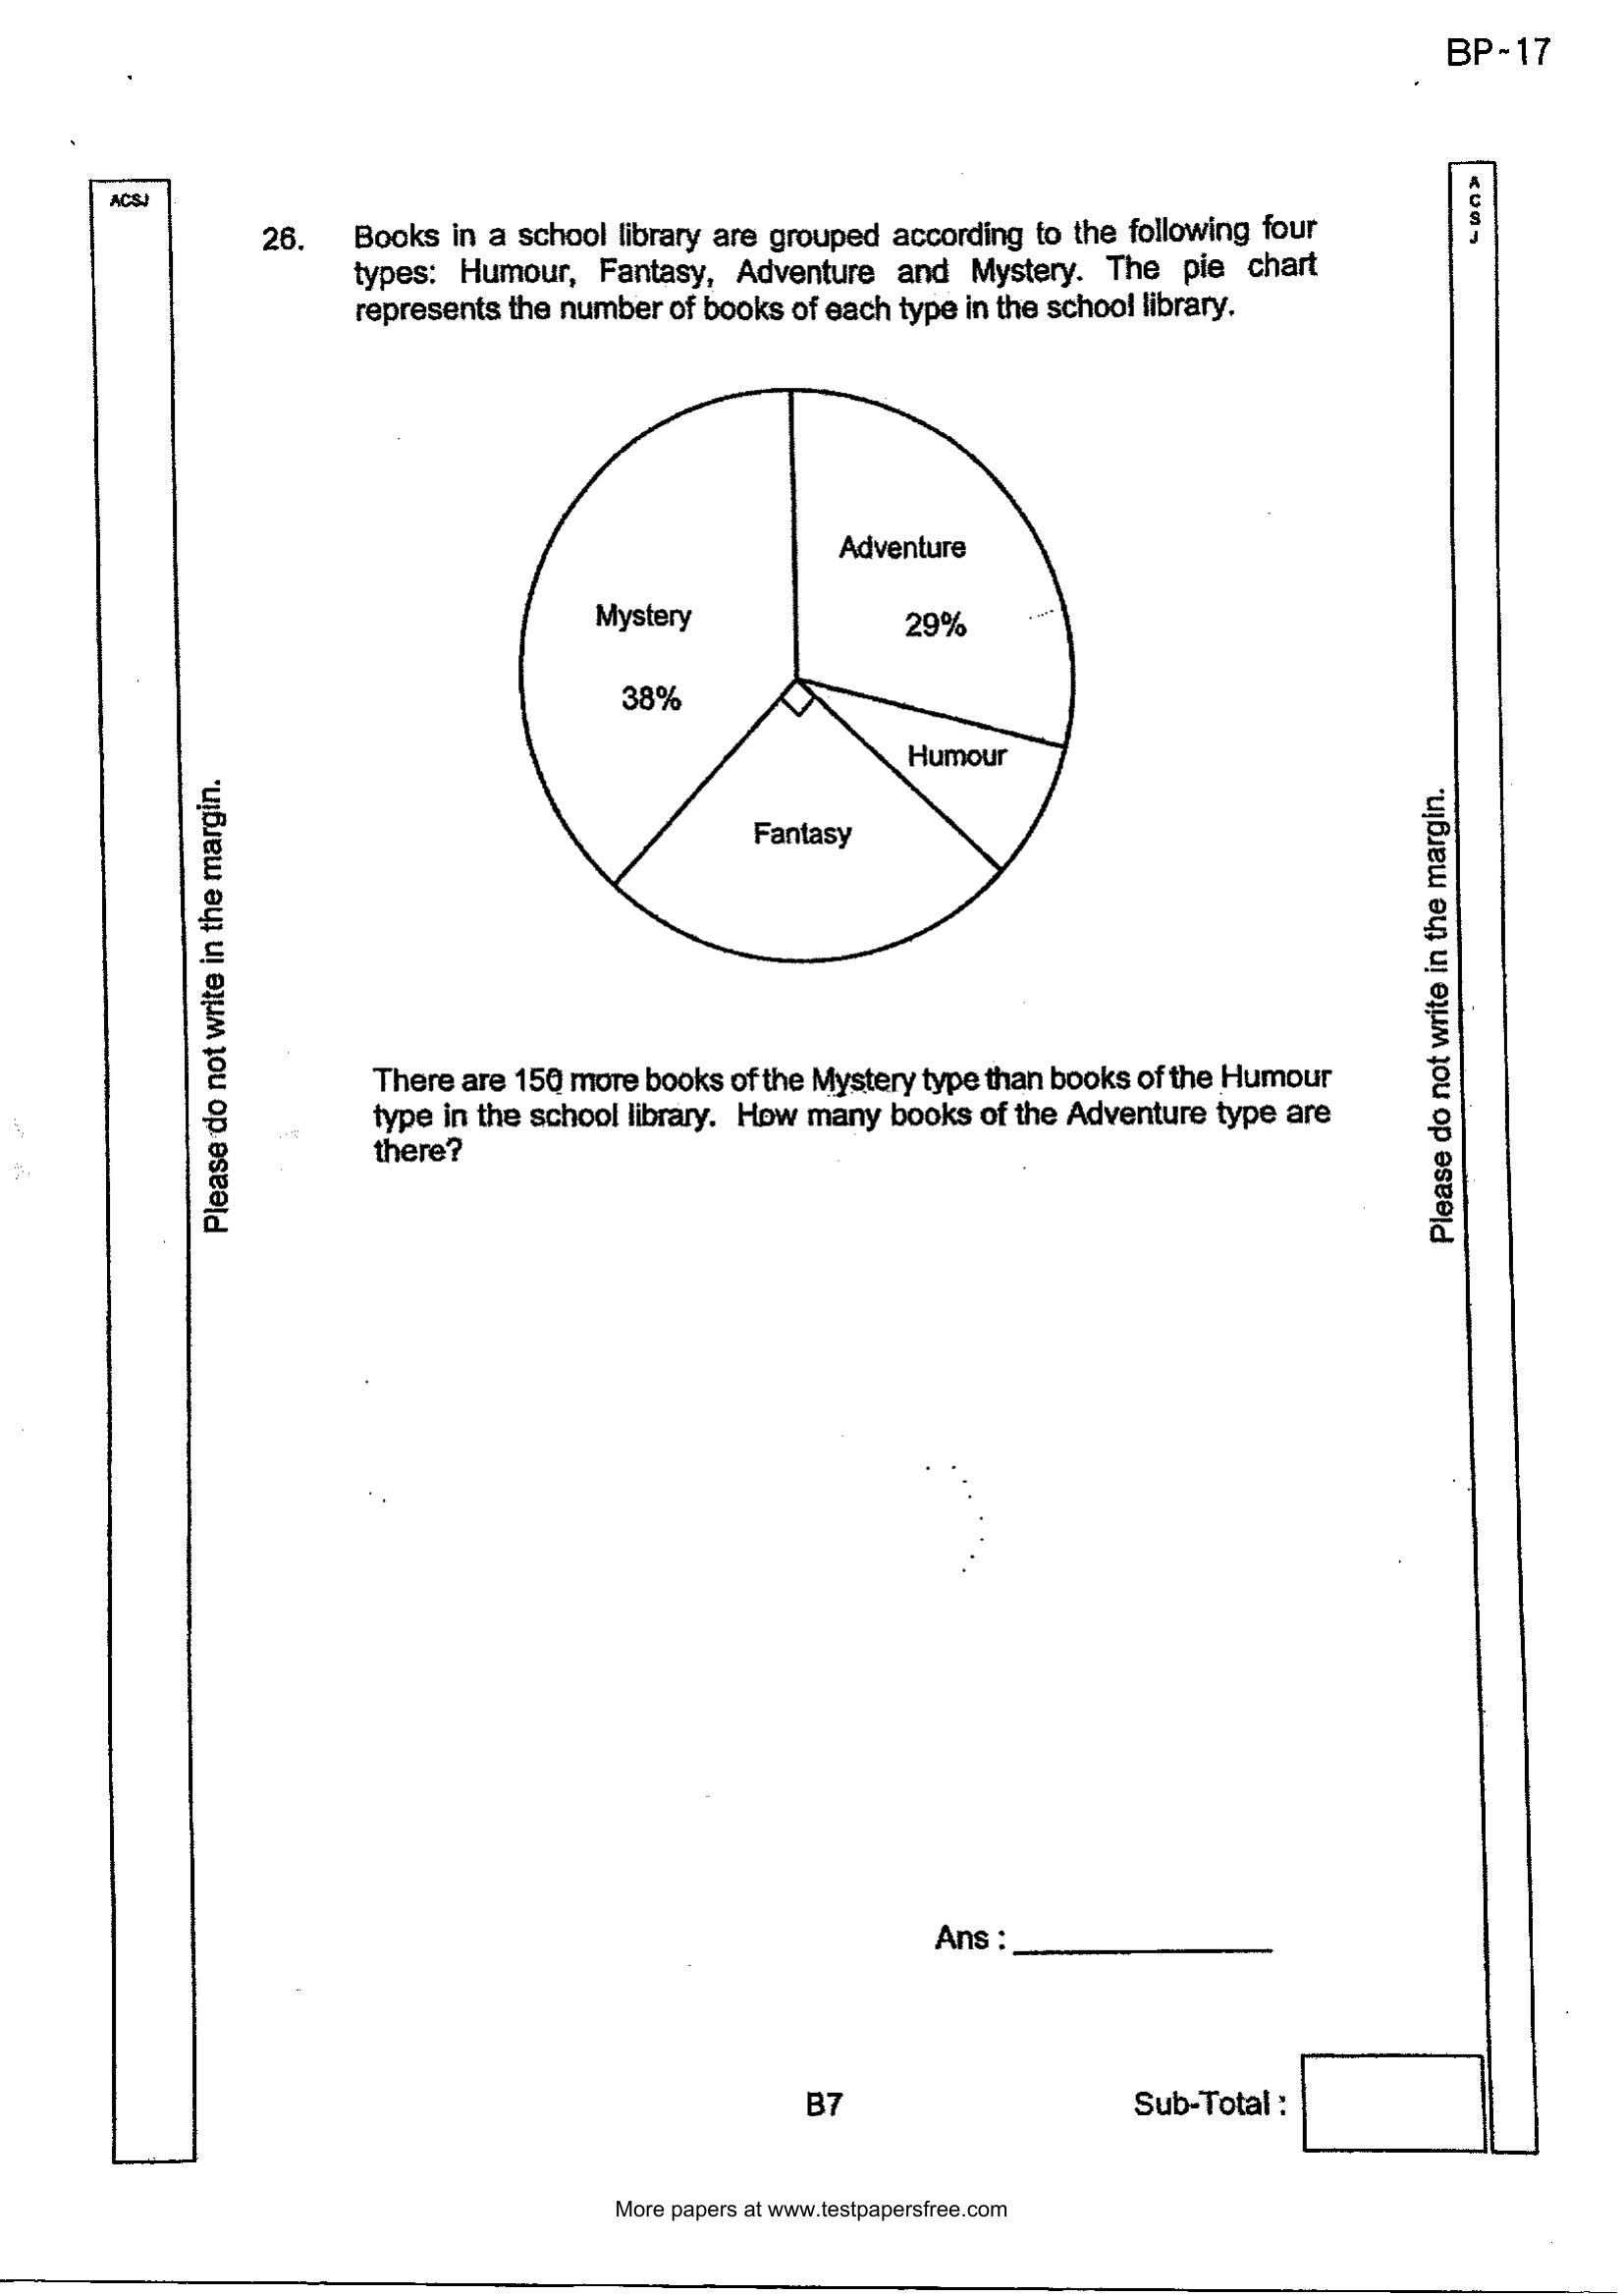 BP-17
ACSJ
A
C
S
J
26. Books in a school library are grouped according to the following four
types: Humour, Fantasy, Adventure and Mystery. The pie chart
represents the number of books of each type in the school library.
Adventure
29%
Mystery
38%
Humour
Fantasy
Please do not write in the margin.
Please do not write in the margin.
There are 150 more books of the Mystery type than books of the Humour
type in the school library. How many books of the Adventure type are
there?
Ans :
B7
Sub-Total :
More papers at www.testpapersfree.com